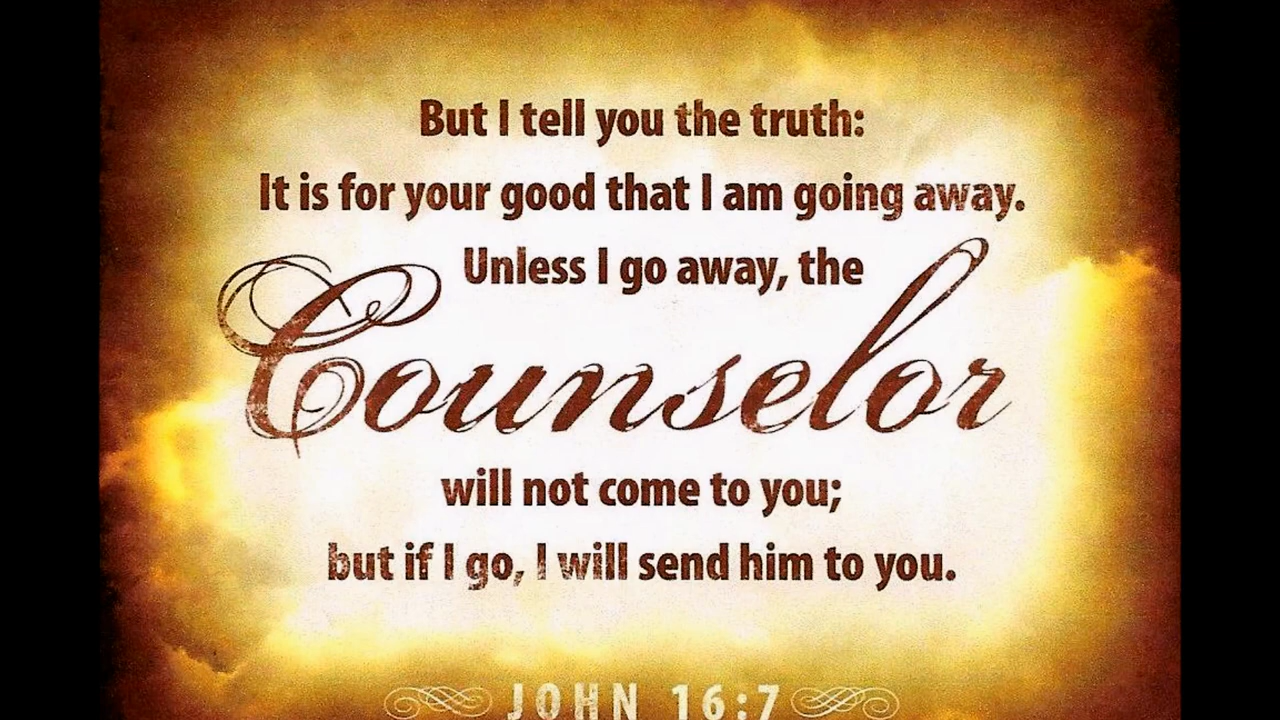 But I tell you the truth:
It is for your good that I am going away.
Unless I go away, the
Counselor
will not come to you;
but if I go, I will send him to you.
JOHN 16:7